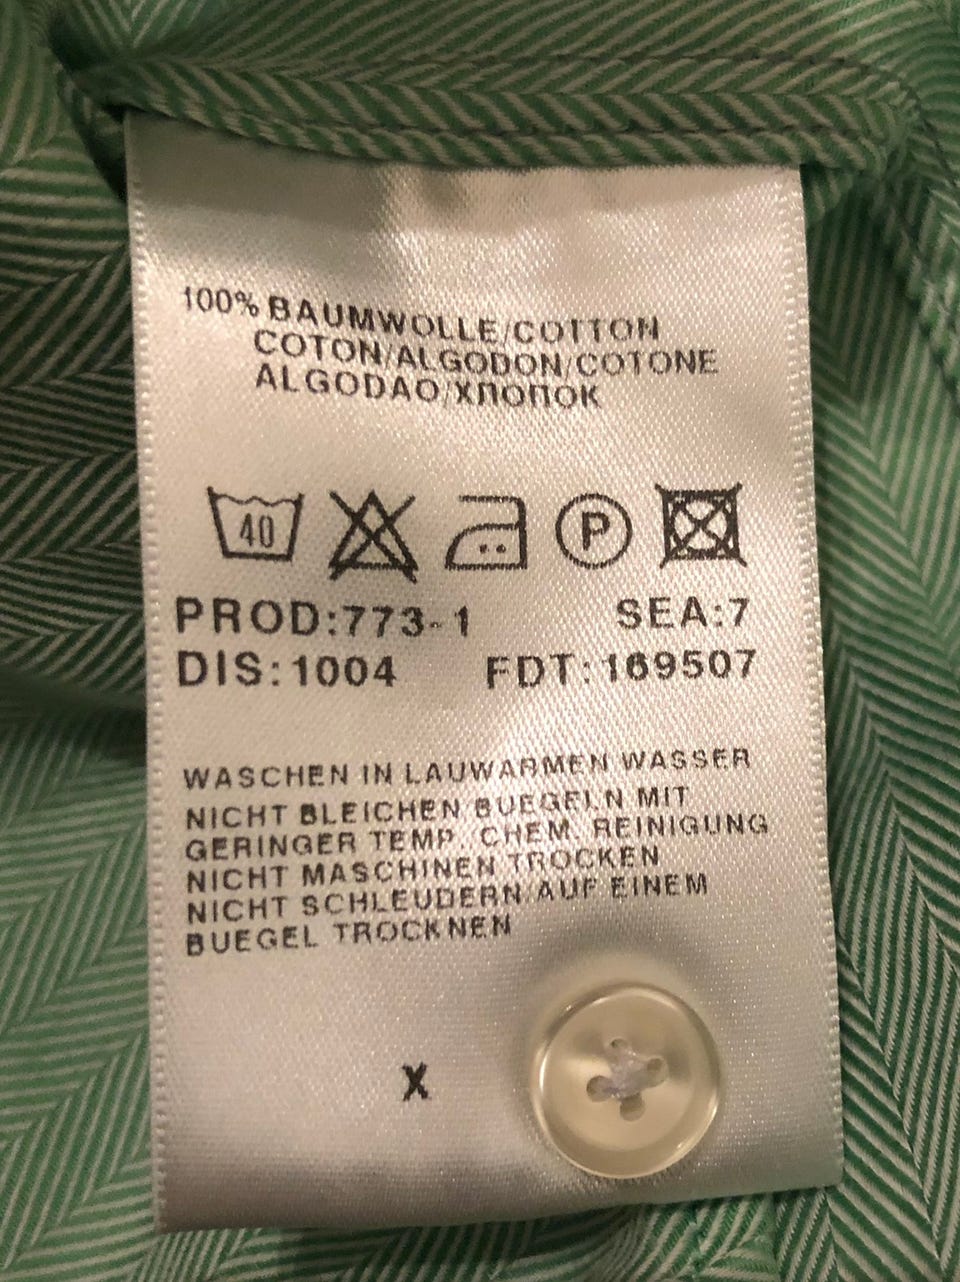 100% BAUMWOLLE/COTTON
COTON/ALGODON/COTONE
ALGODAO/ХЛОПОК
40 P
PROD:773-1 SEA:7
DIS:1004 FDT:169507
WASCHEN IN LAUWARMEN WASSER
NICHT BLEICHEN BUEGELN MIT
GERINGER TEMP./CHEM. REINIGUNG
NICHT MASCHINEN TROCKEN
NICHT SCHLEUDERN/AUF EINEM
BUEGEL TROCKNEN
X